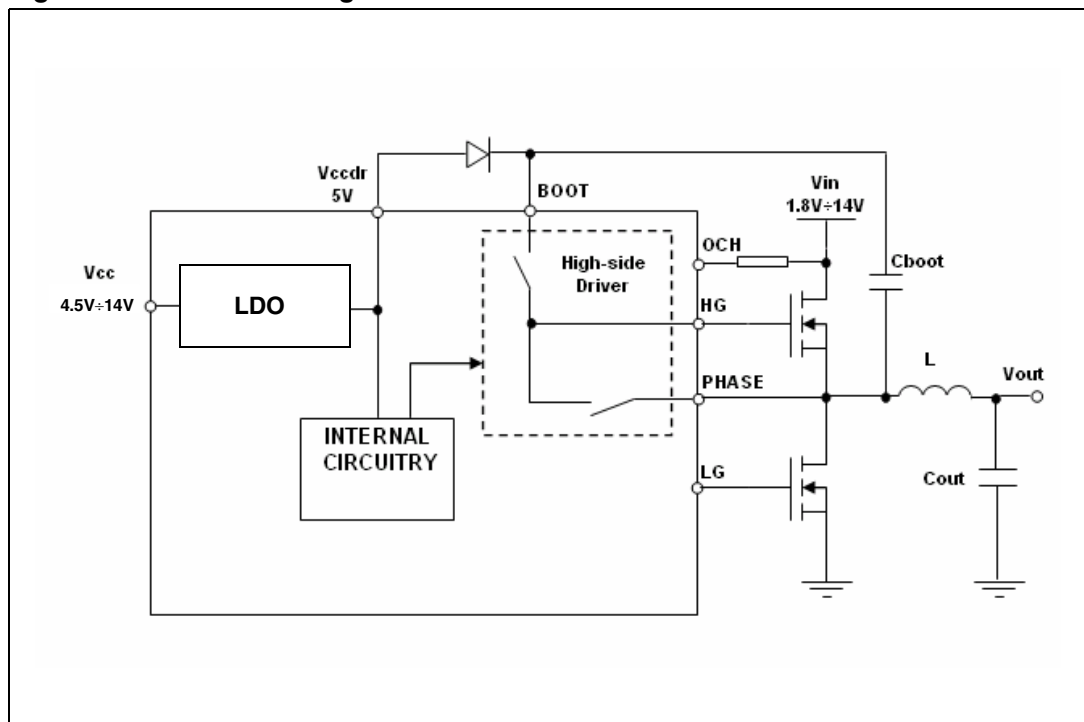 Vccdr
5V
BOOT
Vin
1.8V÷14V
OCH
High-side
Driver
Cboot
Vcc
4.5V÷14V
LDO
HG
L
Vout
PHASE
INTERNAL
CIRCUITRY
LG
Cout